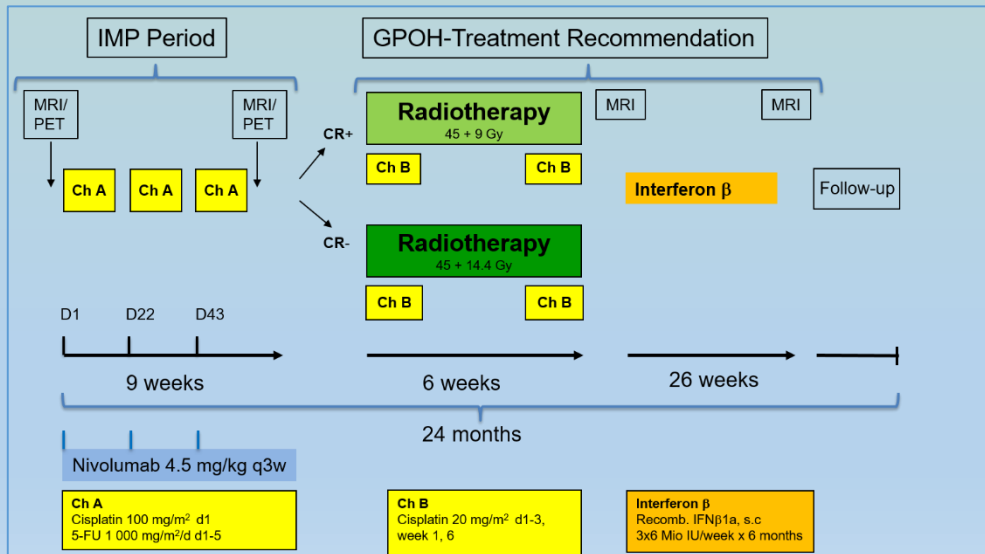 IMP Period
GPOH-Treatment Recommendation
MRI/
PET
MRI/
PET
MRI
MRI
CR+
Radiotherapy
45 + 9 Gy
Ch A
Ch A
Ch A
Ch B
Ch B
Interferon β
Follow-up
CR-
Radiotherapy
45 + 14.4 Gy
Ch B
Ch B
D1
D22
D43
9 weeks
6 weeks
26 weeks
24 months
Nivolumab 4.5 mg/kg q3w
Ch A
Cisplatin 100 mg/m² d1
5-FU 1 000 mg/m²/d d1-5
Ch B
Cisplatin 20 mg/m² d1-3,
week 1, 6
Interferon β
Recomb. IFNβ1a, s.c
3x6 Mio IU/week x 6 months